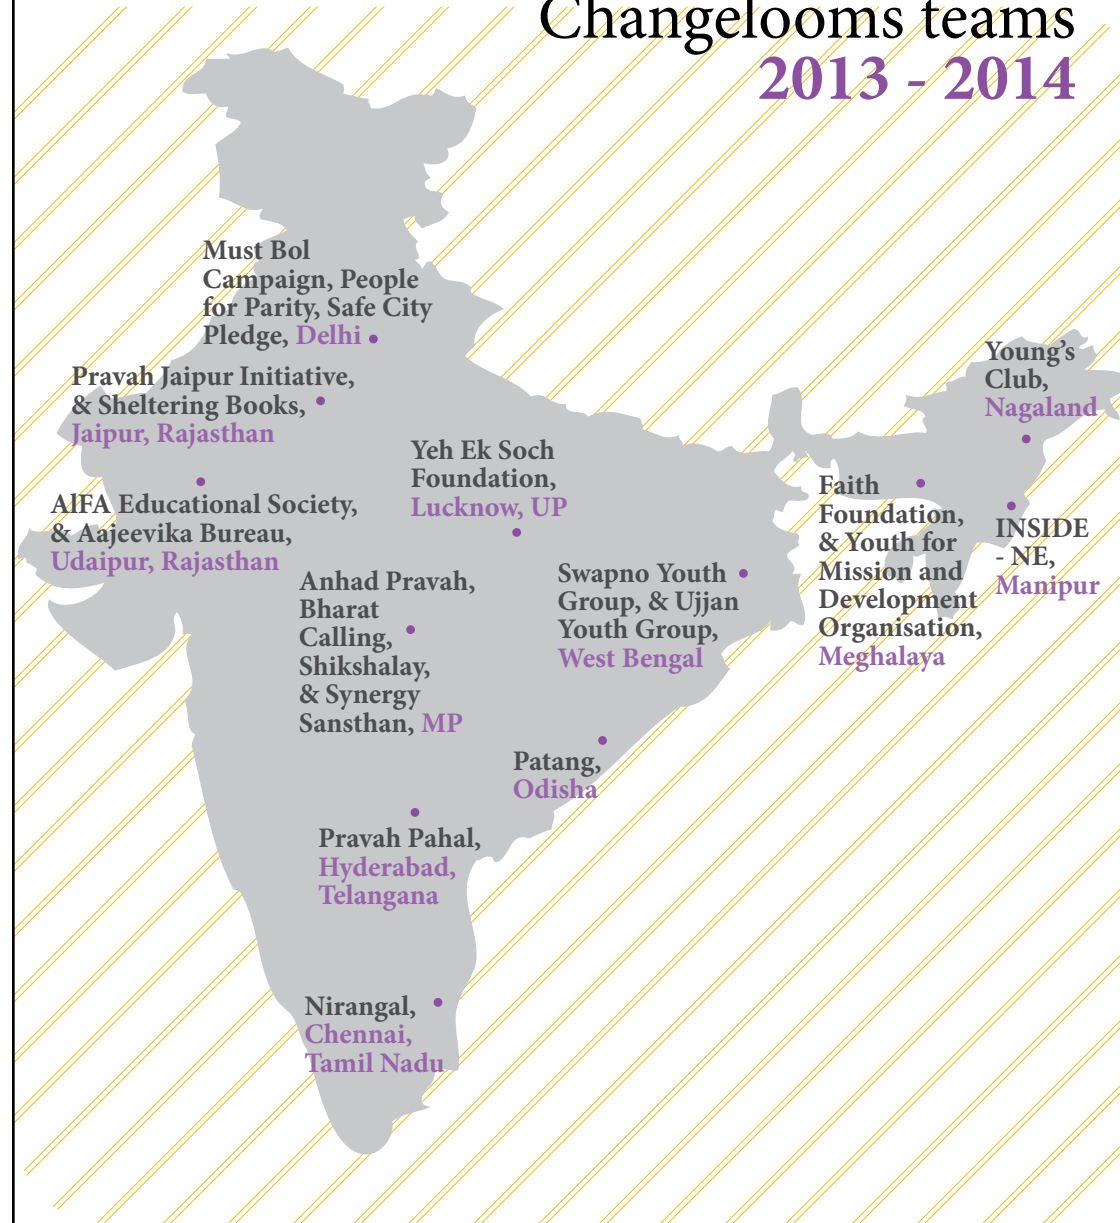 Changelooms teams
2013 - 2014
Must Bol
Campaign, People
for Parity, Safe City
Pledge, Delhi
Pravah Jaipur Initiative,
& Sheltering Books,
Jaipur, Rajasthan
AIFA Educational Society,
& Aajeevika Bureau,
Udaipur, Rajasthan
Yeh Ek Soch
Foundation,
Lucknow, UP
Young’s
Club,
Nagaland
Faith
Foundation,
& Youth for
Mission and
Development
Organisation,
Meghalaya
INSIDE
- NE,
Manipur
Anhad Pravah,
Bharat
Calling,
Shikshalay,
& Synergy
Sansthan, MP
Swapno Youth
Group, & Ujjan
Youth Group,
West Bengal
Patang,
Odisha
Pravah Pahal,
Hyderabad,
Telangana
Nirangal,
Chennai,
Tamil Nadu